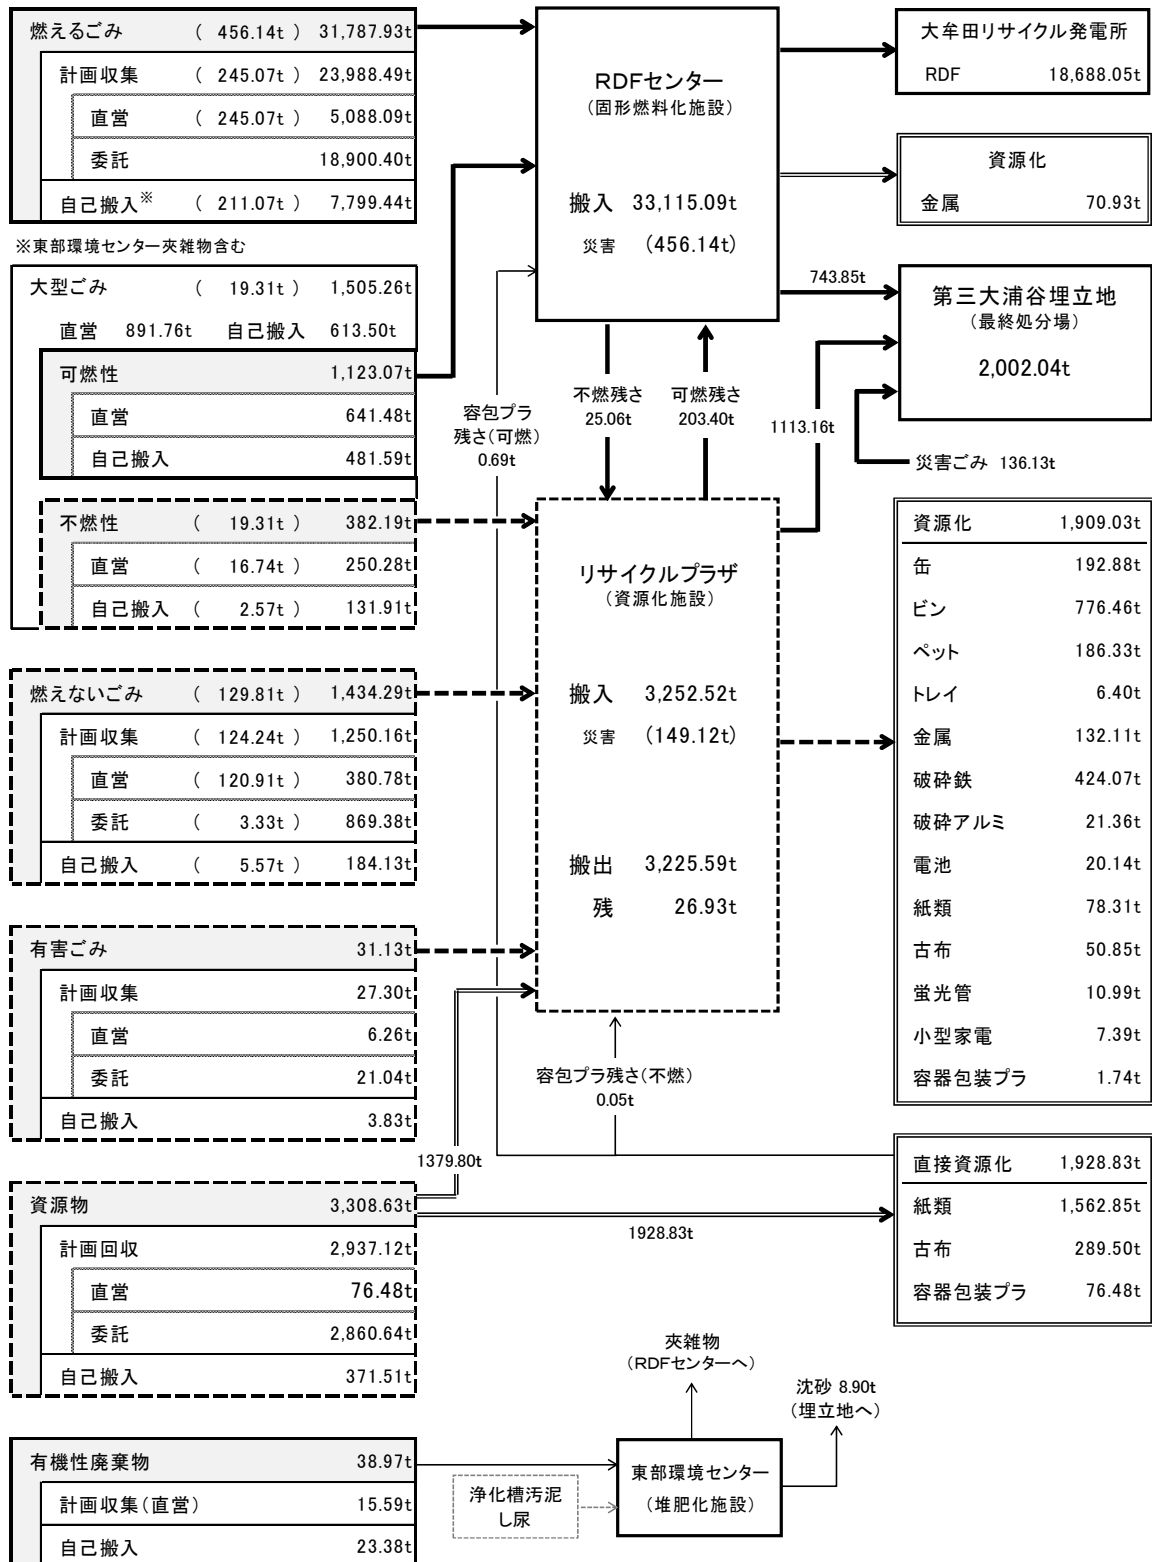 燃えるごみ ( 456.14t ) 31,787.93t
計画収集 ( 245.07t ) 23,988.49t
直営 ( 245.07t ) 5,088.09t
委託 18,900.40t
自己搬入※ ( 211.07t ) 7,799.44t
※東部環境センター夾雑物含む
大型ごみ ( 19.31t ) 1,505.26t
直営 891.76t 自己搬入 613.50t
可燃性 1,123.07t
直営 641.48t
自己搬入 481.59t
不燃性 ( 19.31t ) 382.19t
直営 ( 16.74t ) 250.28t
自己搬入 ( 2.57t ) 131.91t
燃えないごみ ( 129.81t ) 1,434.29t
計画収集 ( 124.24t ) 1,250.16t
直営 ( 120.91t ) 380.78t
委託 ( 3.33t ) 869.38t
自己搬入 ( 5.57t ) 184.13t
有害ごみ 31.13t
計画収集 27.30t
直営 6.26t
委託 21.04t
自己搬入 3.83t
資源物 3,308.63t
計画回収 2,937.12t
直営 76.48t
委託 2,860.64t
自己搬入 371.51t
有機性廃棄物 38.97t
計画収集(直営) 15.59t
自己搬入 23.38t
RDFセンター
(固形燃料化施設)
搬入 33,115.09t
災害 (456.14t)
不燃残さ
25.06t
可燃残さ
203.40t
容包プラ
残さ(可燃)
0.69t
リサイクルプラザ
(資源化施設)
搬入 3,252.52t
災害 (149.12t)
搬出 3,225.59t
残 26.93t
容包プラ残さ(不燃)
0.05t
1379.80t
1928.83t
743.85t
1113.16t
大牟田リサイクル発電所
RDF 18,688.05t
資源化
金属 70.93t
第三大浦谷埋立地
(最終処分場)
2,002.04t
災害ごみ 136.13t
資源化 1,909.03t
缶 192.88t
ビン 776.46t
ペット 186.33t
トレイ 6.40t
金属 132.11t
破砕鉄 424.07t
破砕アルミ 21.36t
電池 20.14t
紙類 78.31t
古布 50.85t
蛍光管 10.99t
小型家電 7.39t
容器包装プラ 1.74t
直接資源化 1,928.83t
紙類 1,562.85t
古布 289.50t
容器包装プラ 76.48t
夾雑物
(RDFセンターへ)
沈砂 8.90t
(埋立地へ)
浄化槽汚泥
し尿
東部環境センター
(堆肥化施設)